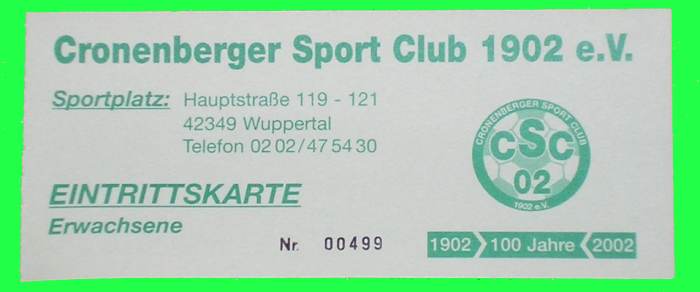 Cronenberger Sport Club 1902 e.V.
Sportplatz: Hauptstraße 119 - 121
42349 Wuppertal
Telefon 02 02/47 54 30
CRONENBERGER SPORT CLUB
CSC
02
1902 e.V.
EINTRITTSKARTE
Erwachsene
Nr. 00499
1902 100 Jahre 2002